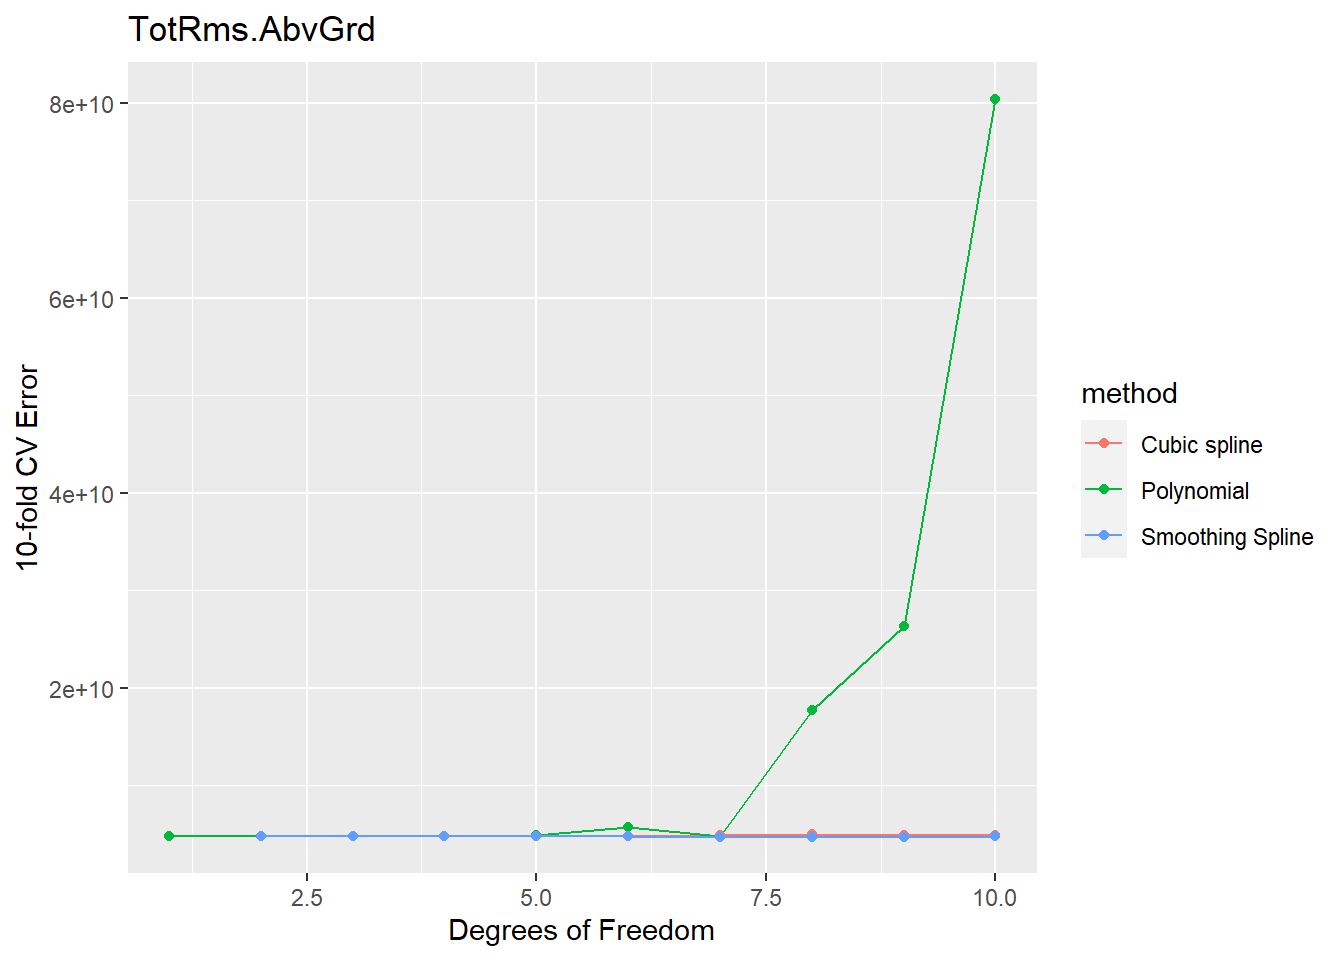 TotRms.AbvGrd
8e+10
6e+10
4e+10
2e+10
10-fold CV Error
2.5
5.0
7.5
10.0
Degrees of Freedom
method
Cubic spline
Polynomial
Smoothing Spline